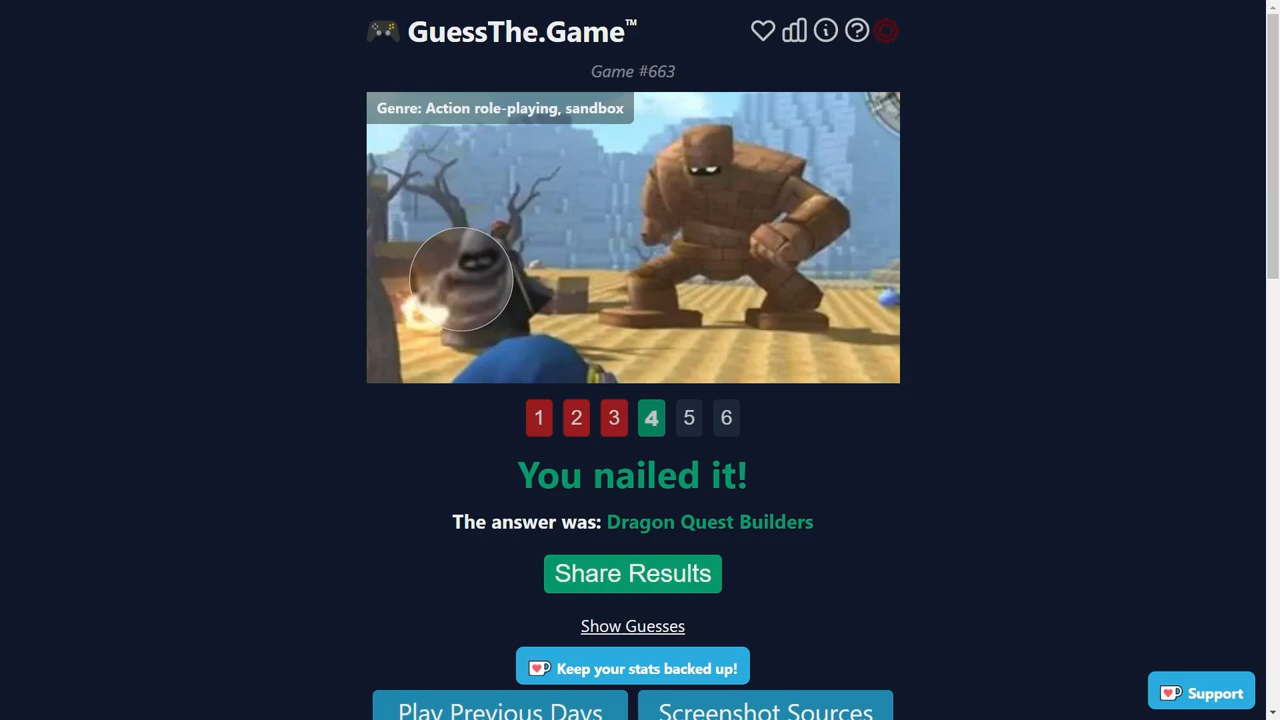 GuessThe.Game™
Game #663
Genre: Action role-playing, sandbox
1 2 3 4 5 6
You nailed it!
The answer was: Dragon Quest Builders
Share Results
Show Guesses
Keep your stats backed up!
Support
Play Previous Days
Screenshot Sources